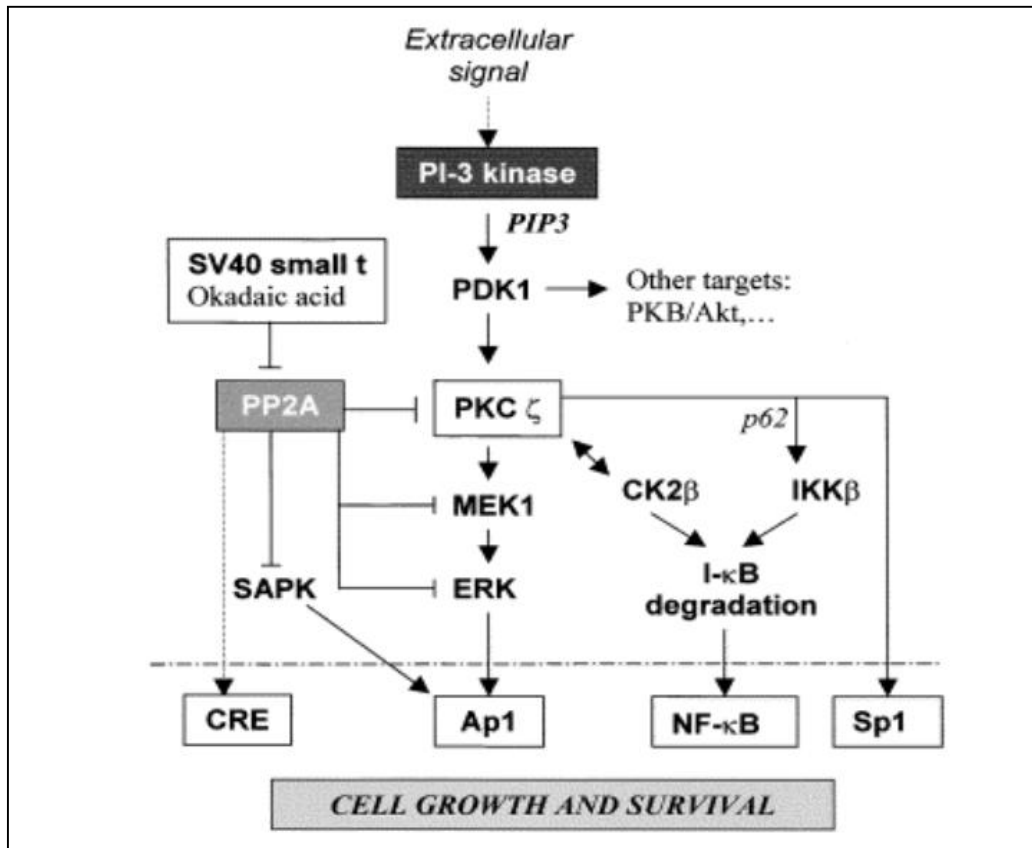 Extracellular
signal
PI-3 kinase
PIP3
SV40 small t
Okadaic acid
PDK1
Other targets:
PKB/Akt,...
PP2A
PKC ζ
p62
MEK1
CK2β
IKKβ
SAPK
ERK
I-κB
degradation
CRE
Ap1
NF-κB
Sp1
CELL GROWTH AND SURVIVAL